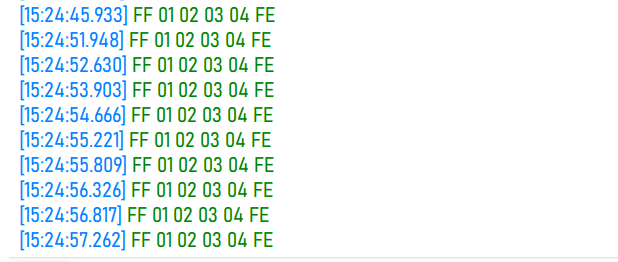 [15:24:45.933] FF 01 02 03 04 FE
[15:24:51.948] FF 01 02 03 04 FE
[15:24:52.630] FF 01 02 03 04 FE
[15:24:53.903] FF 01 02 03 04 FE
[15:24:54.666] FF 01 02 03 04 FE
[15:24:55.221] FF 01 02 03 04 FE
[15:24:55.809] FF 01 02 03 04 FE
[15:24:56.326] FF 01 02 03 04 FE
[15:24:56.817] FF 01 02 03 04 FE
[15:24:57.262] FF 01 02 03 04 FE